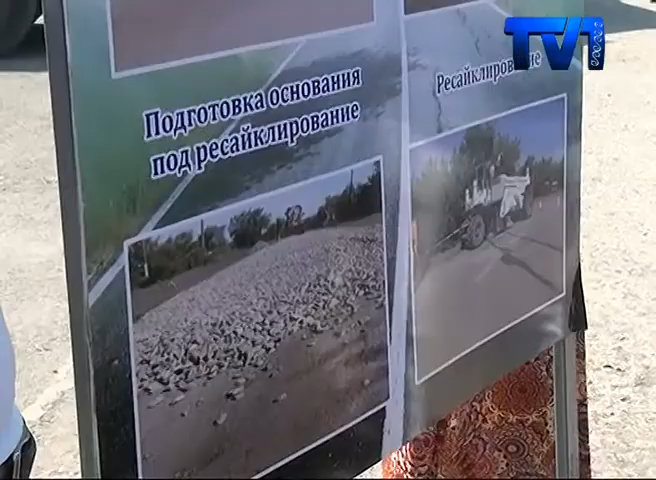 TV1
Подготовка основания
под ресайклирование
Ресайклирование